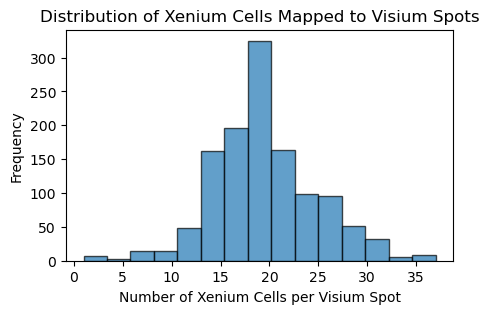 Distribution of Xenium Cells Mapped to Visium Spots
300
250
200
150
100
50
0
Frequency
0 5 10 15 20 25 30 35
Number of Xenium Cells per Visium Spot